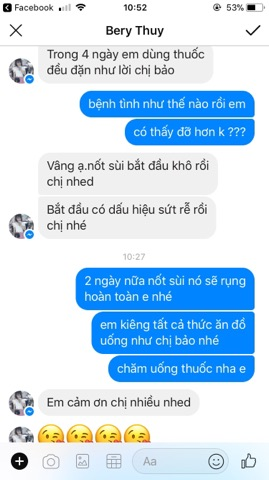 Facebook 10:52 53%
Bery Thuy
Trong 4 ngày em dùng thuốc
đều đặn như lời chị bảo
bệnh tình như thế nào rồi em
có thấy đỡ hơn k ???
Vâng ạ.nốt sùi bắt đầu khô rồi
chị nhed
Bắt đầu có dấu hiệu sứt rễ rồi
chị nhé
10:27
2 ngày nữa nốt sùi nó sẽ rụng
hoàn toàn e nhé
em kiêng tất cả thức ăn đồ
uống như chị bảo nhé
chăm uống thuốc nha e
Em cảm ơn chị nhiều nhed
Aa